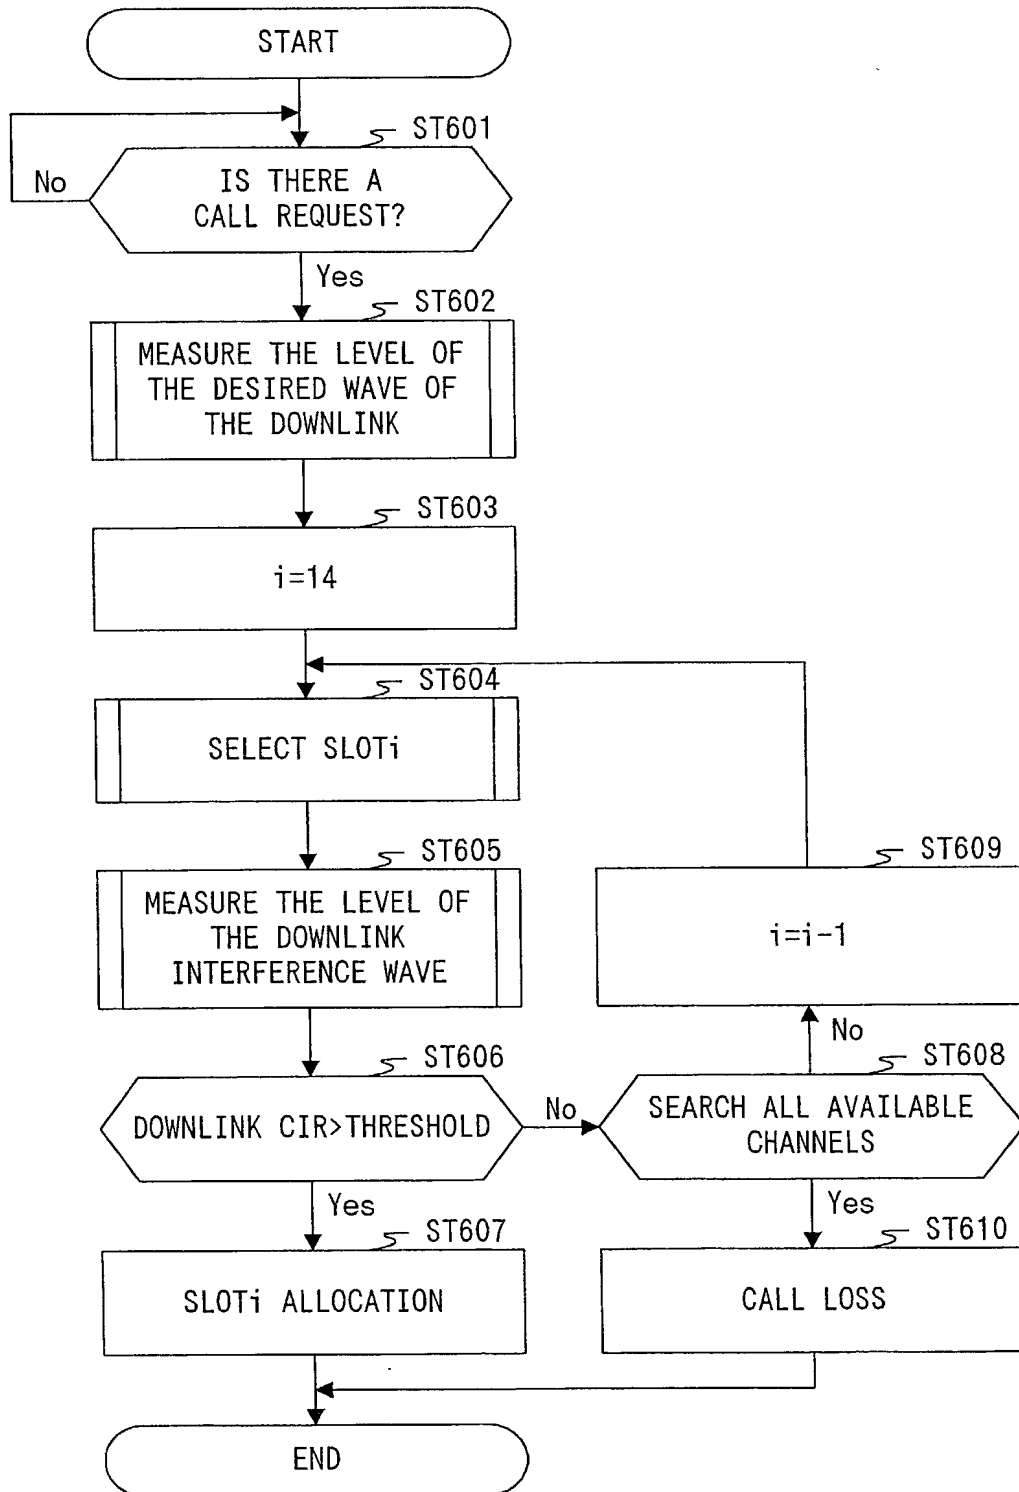 START
ST601
IS THERE A
CALL REQUEST?
No
Yes
ST602
MEASURE THE LEVEL OF
THE DESIRED WAVE OF
THE DOWNLINK
ST603
i=14
ST604
SELECT SLOTi
ST605
MEASURE THE LEVEL OF
THE DOWNLINK
INTERFERENCE WAVE
ST609
i=i-1
No
ST606
DOWNLINK CIR>THRESHOLD
No
ST608
SEARCH ALL AVAILABLE
CHANNELS
Yes
Yes
ST607
SLOTi ALLOCATION
ST610
CALL LOSS
END